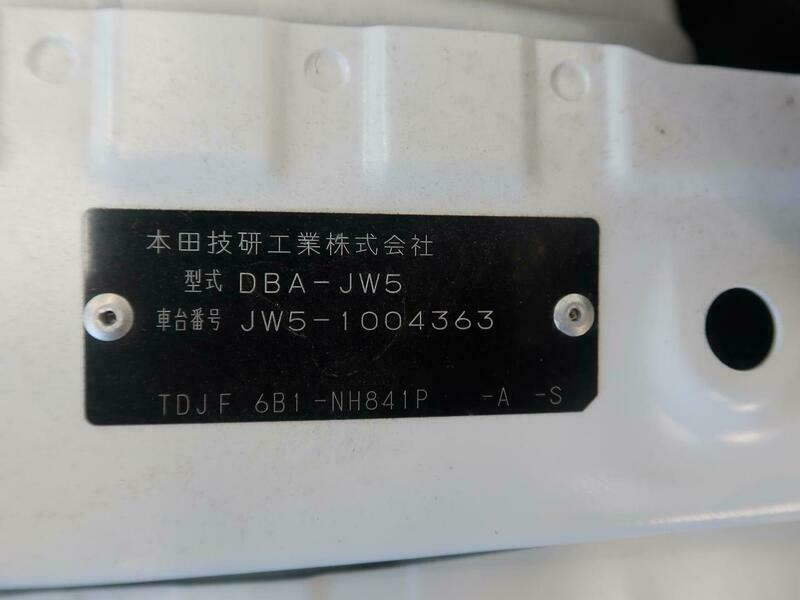 本田技研工業株式会社
型式 DBA-JW5
車台番号 JW5-1004363
TDJF 6B1-NH841P -A -S